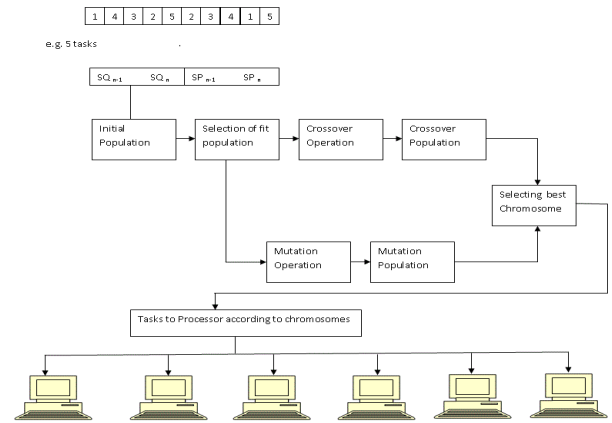 1 4 3 2 5 2 3 4 1 5
e.g. 5 tasks .
SQ n-1 SQ n SP n-1 SP n
Initial
Population
Selection of fit
population
Crossover
Operation
Crossover
Population
Selecting best
Chromosome
Mutation
Operation
Mutation
Population
Tasks to Processor according to chromosomes